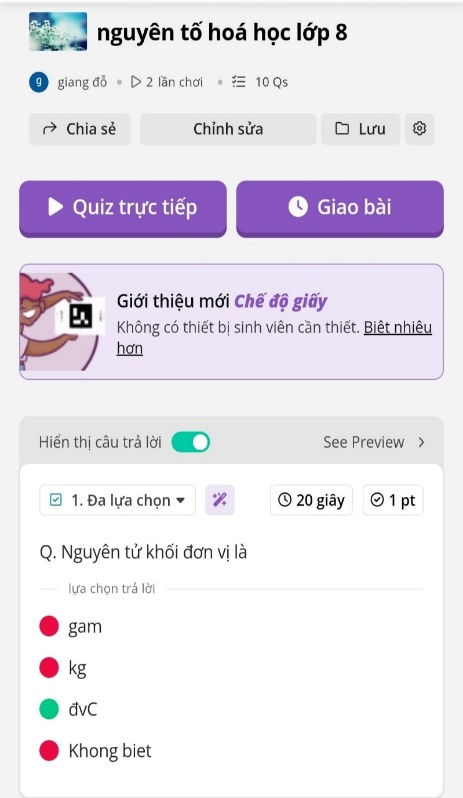 nguyên tố hoá học lớp 8
g giang đỗ • 2 lần chơi • 10 Qs
Chia sẻ Chỉnh sửa Lưu
Quiz trực tiếp Giao bài
Giới thiệu mới Chế độ giấy
Không có thiết bị sinh viên cần thiết. Biêt nhiêu
hơn
Hiển thị câu trả lời See Preview
1. Đa lựa chọn 20 giây 1 pt
Q. Nguyên tử khối đơn vị là
lựa chọn trả lời
gam
kg
đvC
Khong biet